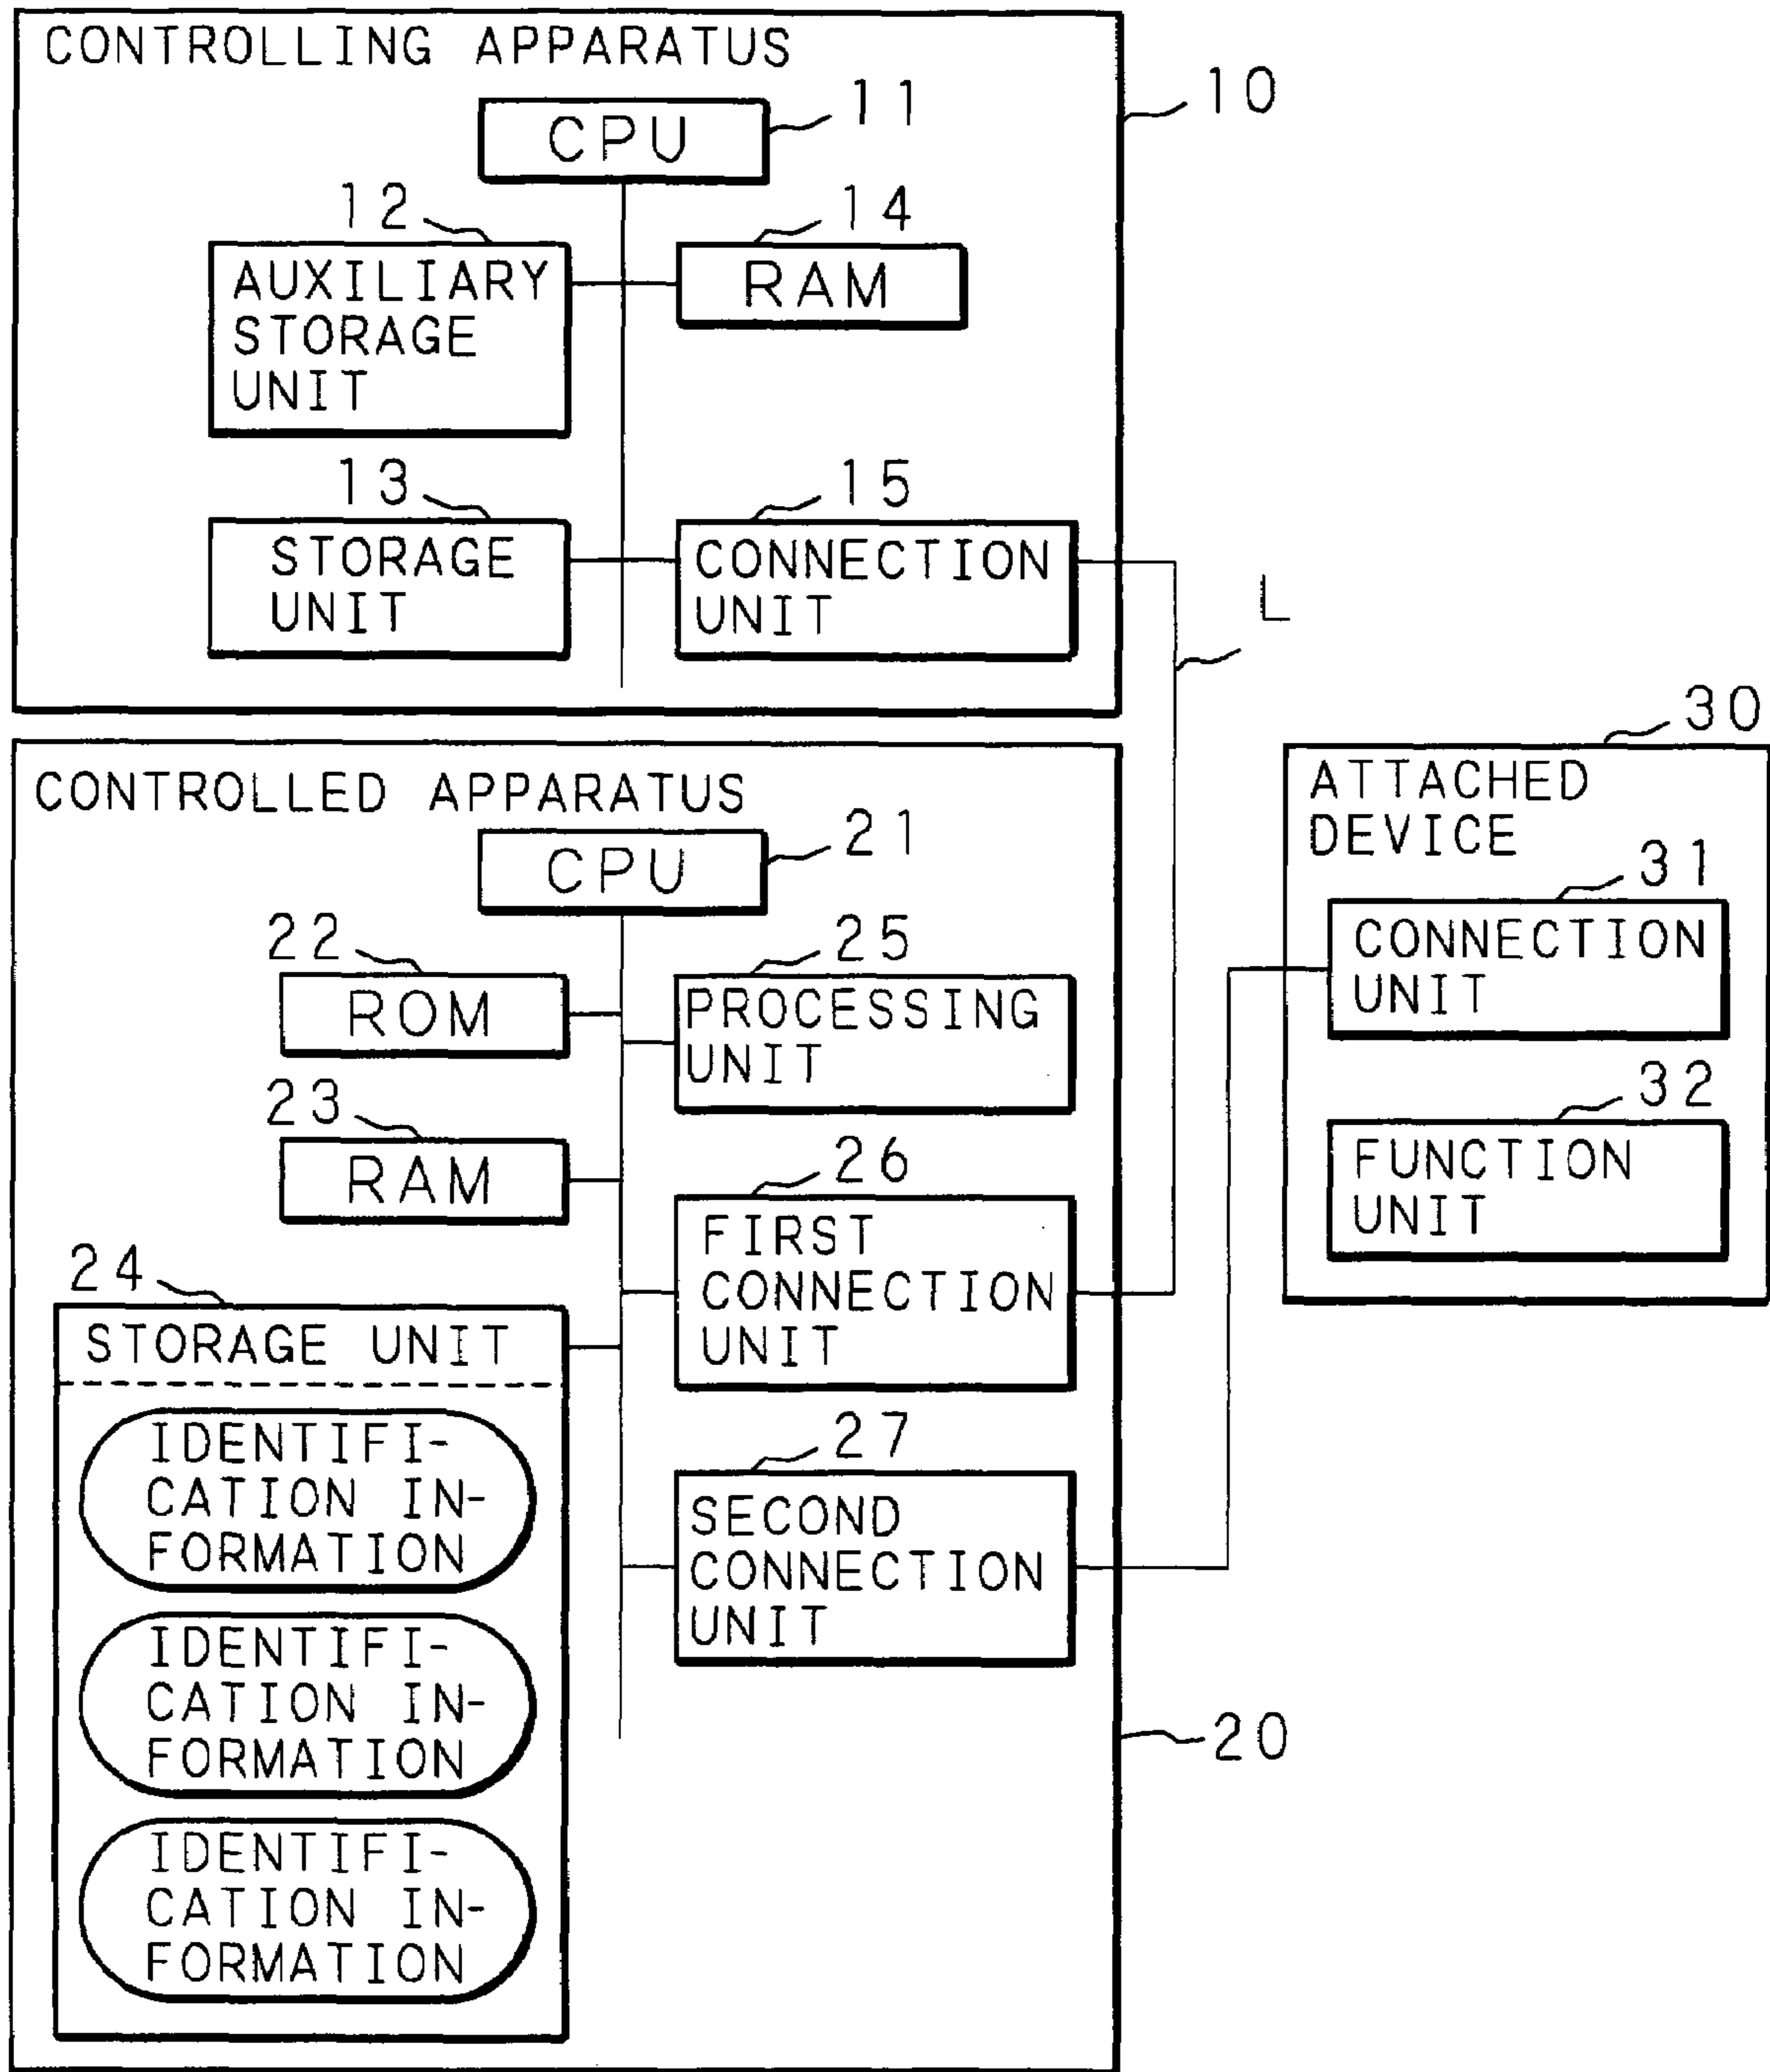 CONTROLLING APPARATUS
10
11
CPU
12
14
AUXILIARY
STORAGE
UNIT
RAM
13
15
STORAGE
UNIT
CONNECTION
UNIT
L
30
CONTROLLED APPARATUS
ATTACHED
DEVICE
21
CPU
31
CONNECTION
UNIT
22
25
ROM
PROCESSING
UNIT
23
32
RAM
FUNCTION
UNIT
26
FIRST
CONNECTION
UNIT
24
STORAGE UNIT
IDENTIFI-
CATION IN-
FORMATION
27
SECOND
CONNECTION
UNIT
IDENTIFI-
CATION IN-
FORMATION
20
IDENTIFI-
CATION IN-
FORMATION